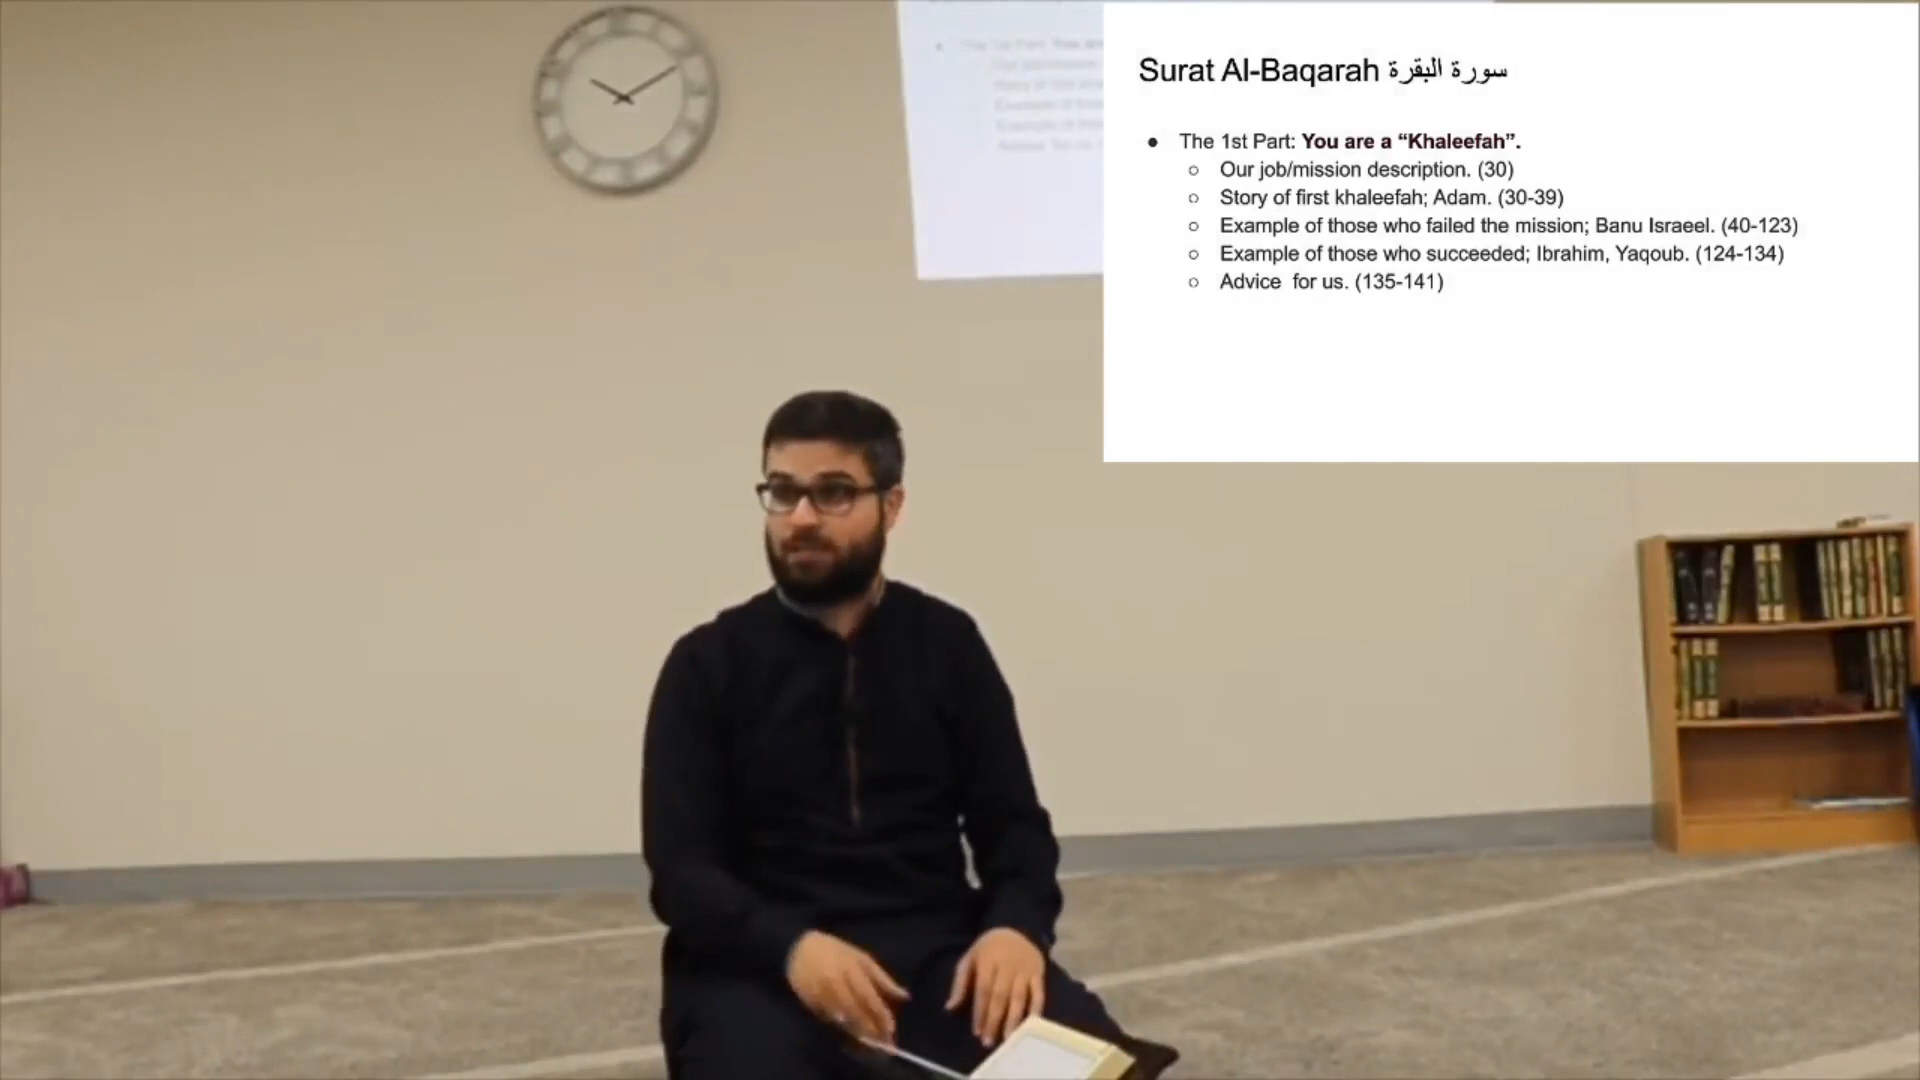 Surat Al-Baqarah سورة البقرة
● The 1st Part: You are a “Khaleefah”.
○ Our job/mission description. (30)
○ Story of first khaleefah; Adam. (30-39)
○ Example of those who failed the mission; Banu Israeel. (40-123)
○ Example of those who succeeded; Ibrahim, Yaqoub. (124-134)
○ Advice  for us. (135-141)